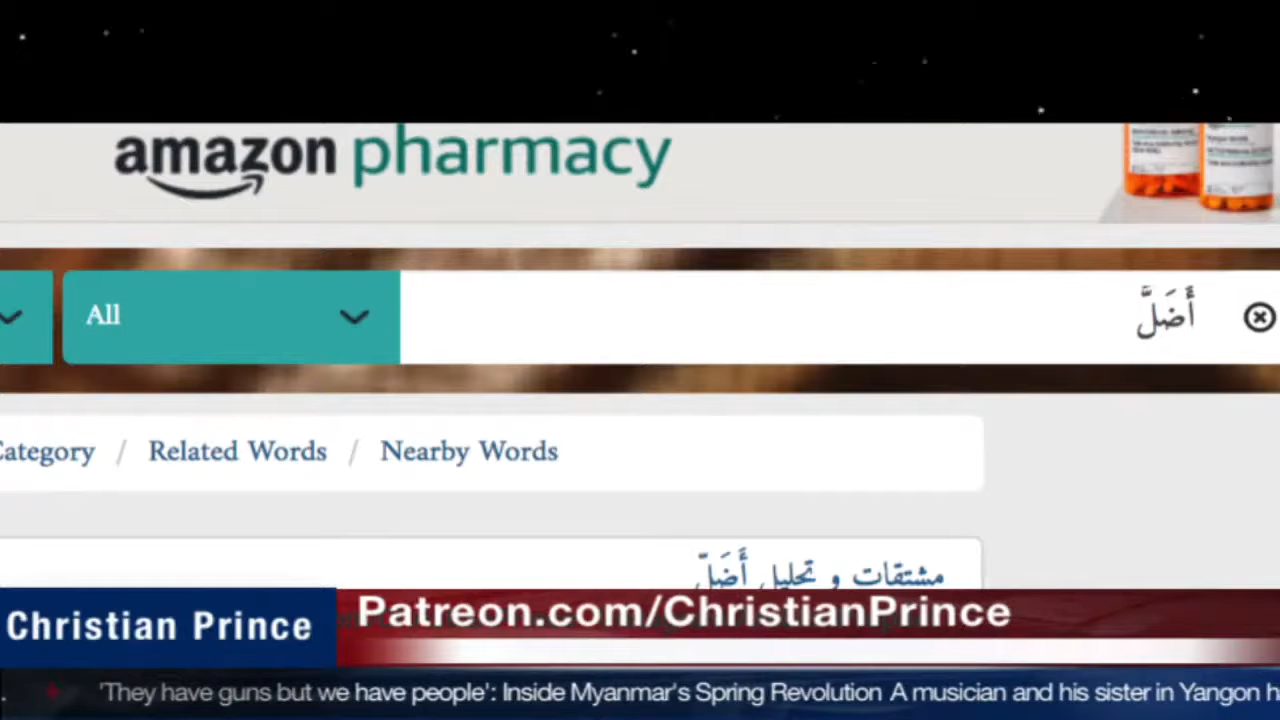 amazon pharmacy
All
أَضَلَّ
Category / Related Words / Nearby Words
مشتقات و تحليل أَضَلّ
Christian Prince
Patreon.com/ChristianPrince
'They have guns but we have people': Inside Myanmar's Spring Revolution A musician and his sister in Yangon h